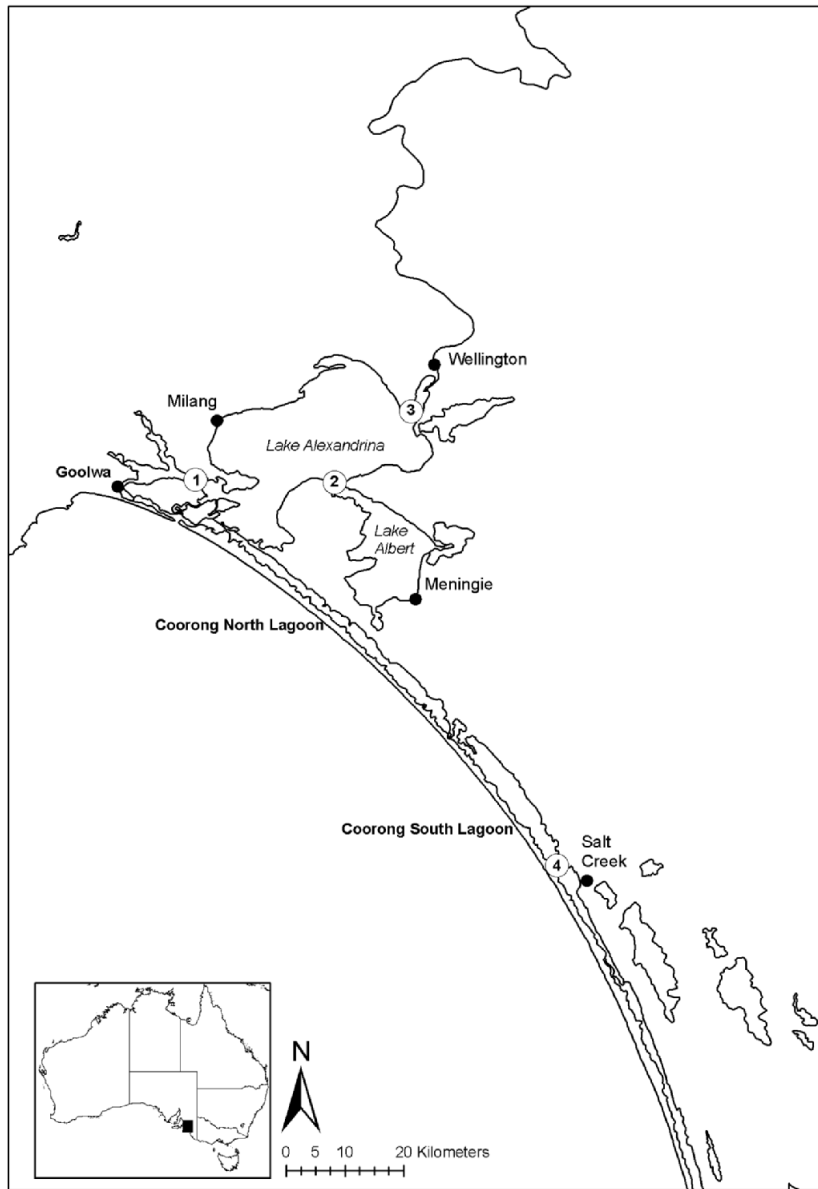 Wellington
3
Milang
Lake Alexandrina
Goolwa
1
2
Lake
Albert
Meningie
Coorong North Lagoon
Coorong South Lagoon
4
Salt
Creek
N
0 5 10 20 Kilometers